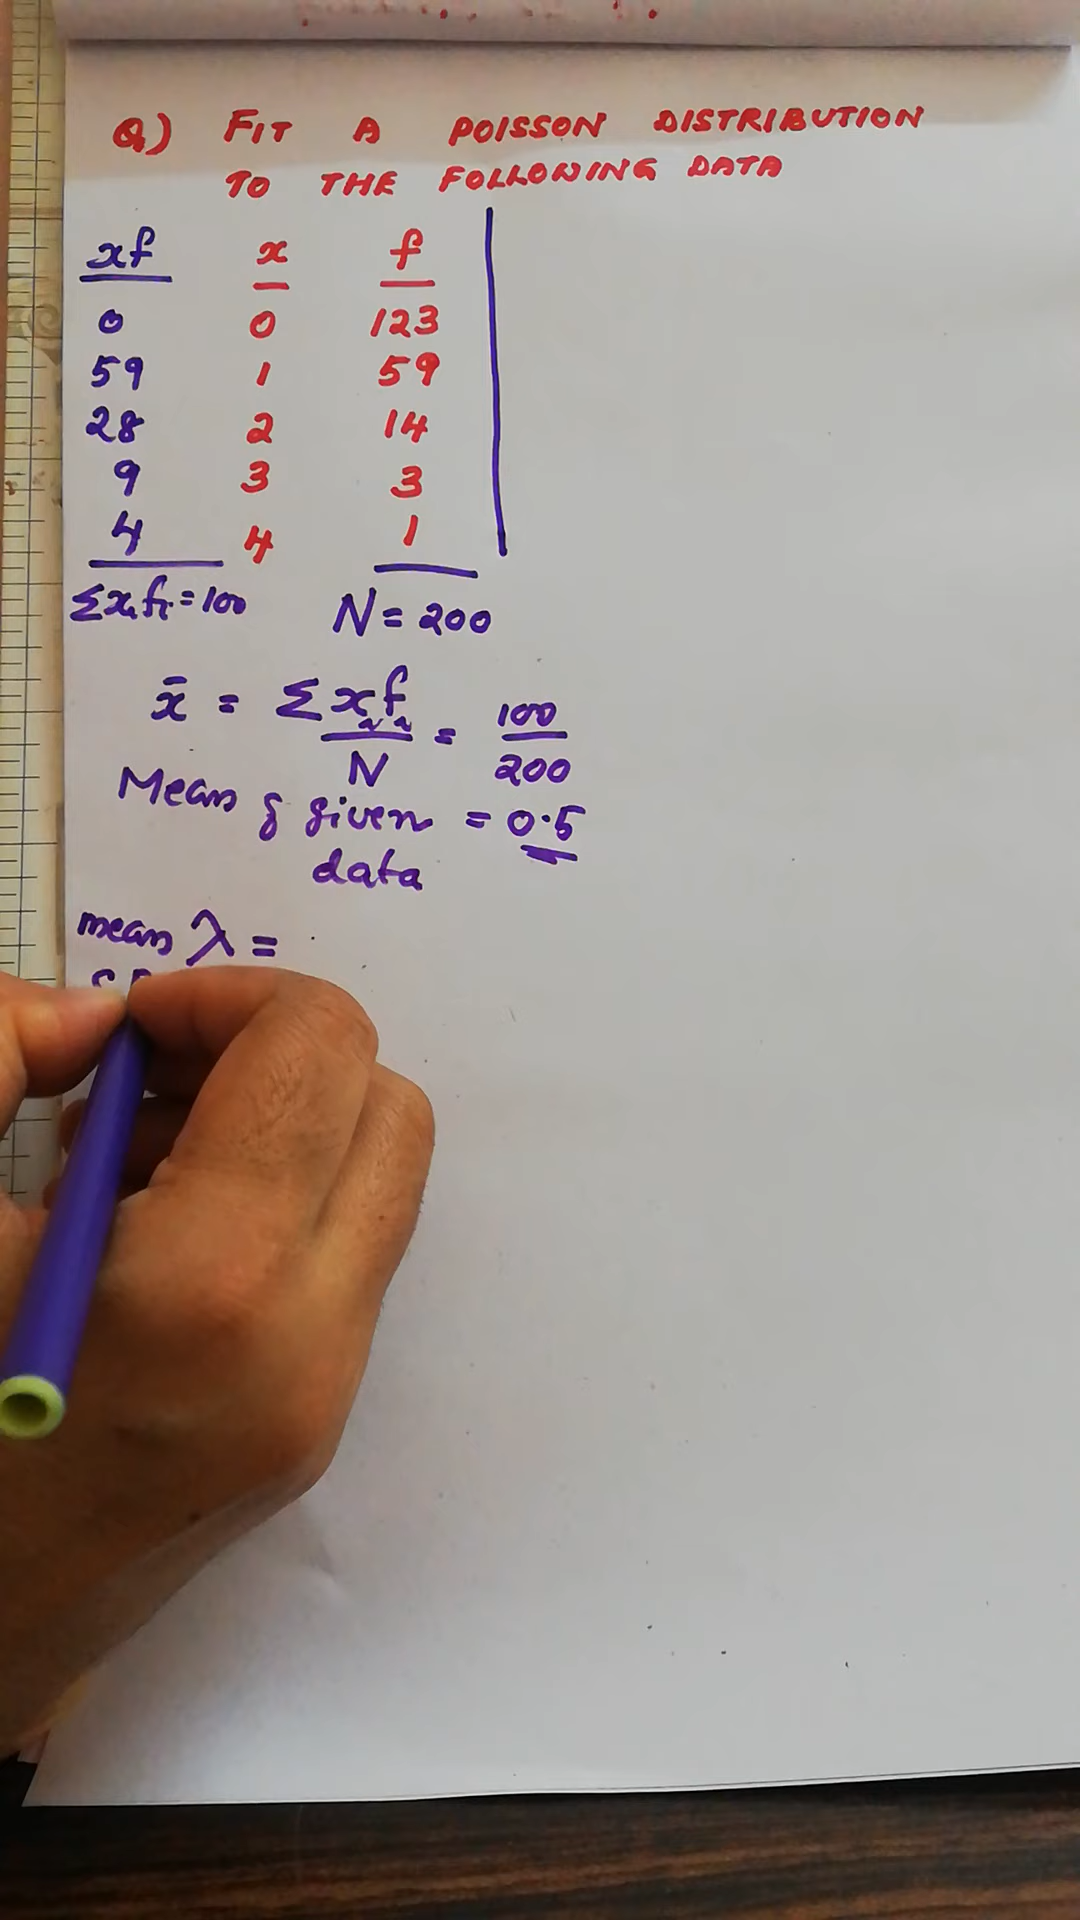 Q) FIT A POISSON DISTRIBUTION
TO THE FOLLOWING DATA
xf x f
0 0 123
59 1 59
28 2 14
9 3 3
4 4 1
Σxifi=100 N=200
x̄ = Σxf/N = 100/200
Mean of given = 0.5
data
mean λ =